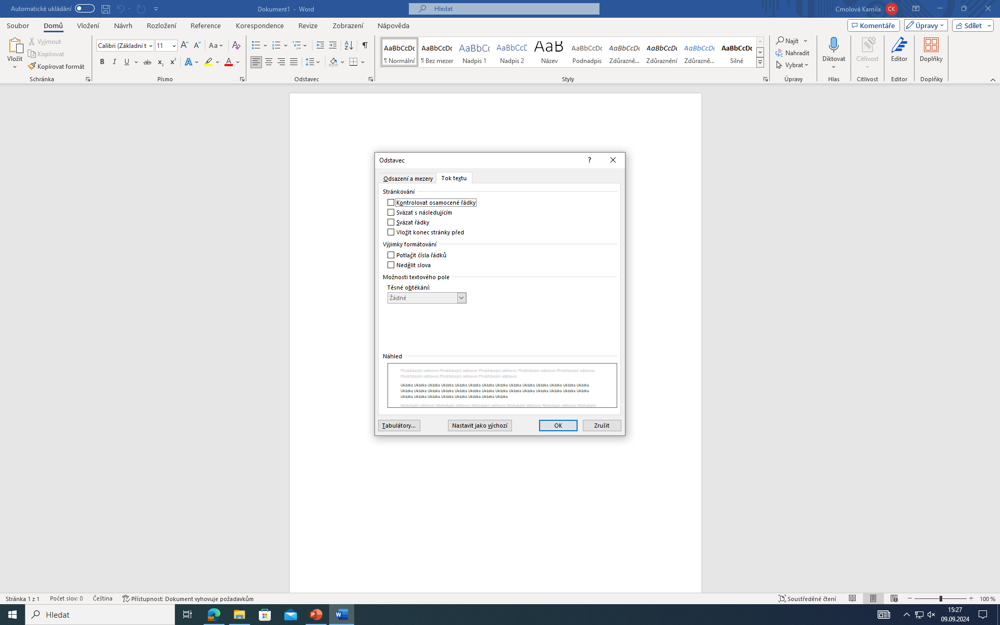 Automatické ukládání
Dokument1 - Word
Hledat
Cmolová Kamila
CK
Soubor
Domů
Vložení
Návrh
Rozložení
Reference
Korespondence
Revize
Zobrazení
Nápověda
Komentáře
Úpravy
Sdílet
Vložit
Vyjmout
Kopírovat
Kopírovat formát
Schránka
Calibri (Základní t
11
Písmo
Odstavec
AaBbCcDc
¶ Normální
AaBbCcDc
¶ Bez mezer
AaBbCc
Nadpis 1
AaBbCcD
Nadpis 2
AaB
Název
AaBbCcDc
Podnadpis
AaBbCcDc
Zdůrazně...
AaBbCcDc
Zdůraznění
AaBbCcDc
Zdůrazně...
AaBbCcDc
Silné
Styly
Najít
Nahradit
Vybrat
Úpravy
Diktovat
Hlas
Citlivost
Citlivost
Editor
Editor
Doplňky
Doplňky
Odstavec
?
Odsazení a mezery
Tok textu
Stránkování
Kontrolovat osamocené řádky
Svázat s následujícím
Svázat řádky
Vložit konec stránky před
Výjimky formátování
Potlačit čísla řádků
Nedělit slova
Možnosti textového pole
Těsné obtékání:
Žádné
Náhled
Předcházející odstavec Předcházející odstavec Předcházející odstavec Předcházející odstavec Předcházející odstavec
Předcházející odstavec Předcházející odstavec Předcházející odstavec
Ukázka Ukázka Ukázka Ukázka Ukázka Ukázka Ukázka Ukázka Ukázka Ukázka Ukázka Ukázka Ukázka Ukázka
Ukázka Ukázka Ukázka Ukázka Ukázka Ukázka Ukázka Ukázka Ukázka Ukázka Ukázka Ukázka Ukázka Ukázka
Ukázka Ukázka Ukázka Ukázka Ukázka Ukázka Ukázka Ukázka
Následující odstavec Následující odstavec Následující odstavec Následující odstavec Následující odstavec Následující
Tabulátory...
Nastavit jako výchozí
OK
Zrušit
Stránka 1 z 1
Počet slov: 0
Čeština
Přístupnost: Dokument vyhovuje požadavkům
Soustředěné čtení
100 %
Hledat
15:27
09.09.2024